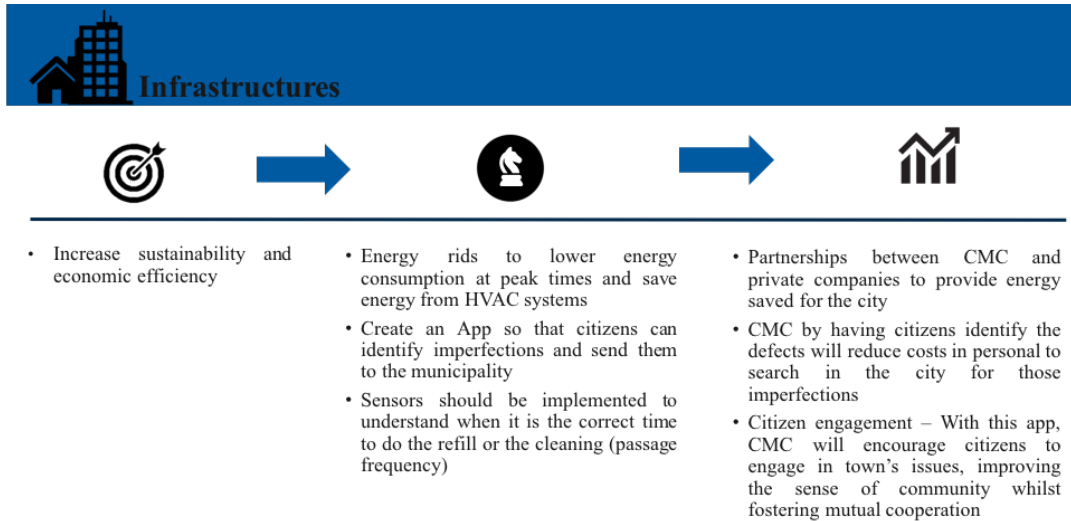 Infrastructures
• Increase sustainability and
economic efficiency
• Energy rids to lower energy
consumption at peak times and save
energy from HVAC systems
• Create an App so that citizens can
identify imperfections and send them
to the municipality
• Sensors should be implemented to
understand when it is the correct time
to do the refill or the cleaning (passage
frequency)
• Partnerships between CMC and
private companies to provide energy
saved for the city
• CMC by having citizens identify the
defects will reduce costs in personal to
search in the city for those
imperfections
• Citizen engagement – With this app,
CMC will encourage citizens to
engage in town's issues, improving
the sense of community whilst
fostering mutual cooperation